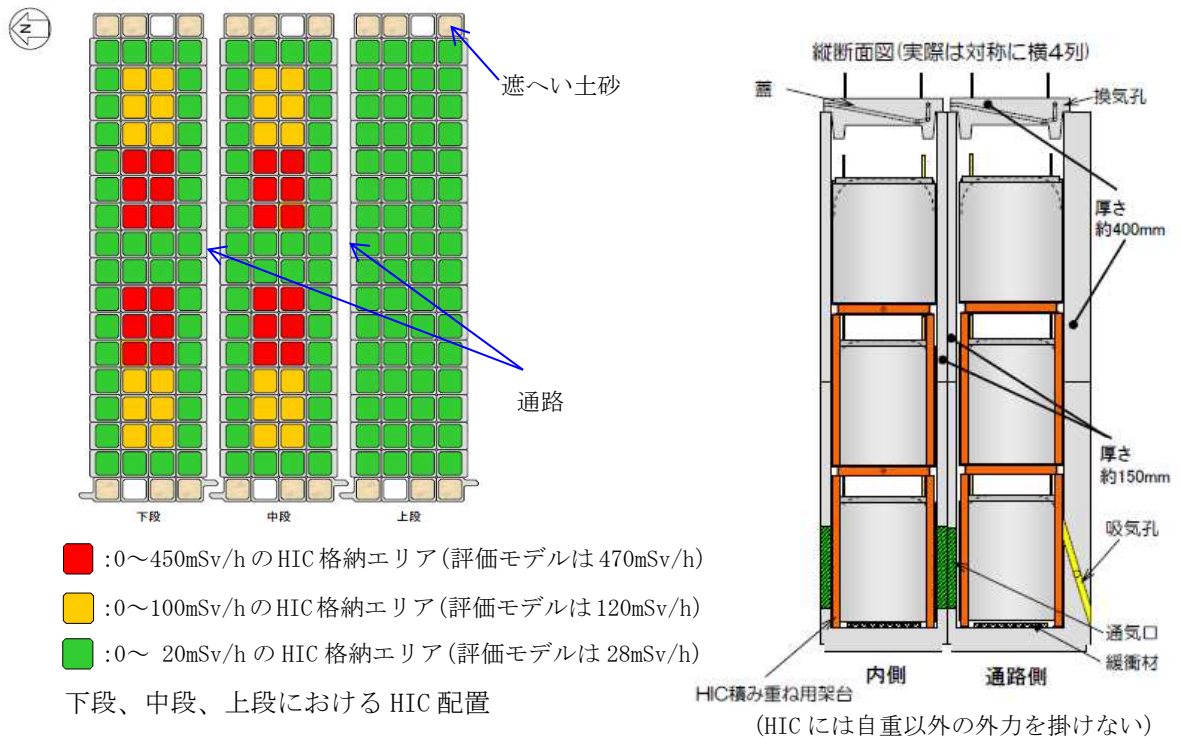 N
遮へい土砂
通路
下段
中段
上段
:0～450mSv/hのHIC格納エリア(評価モデルは470mSv/h)
:0～100mSv/hのHIC格納エリア(評価モデルは120mSv/h)
:0～ 20mSv/hのHIC格納エリア(評価モデルは28mSv/h)
下段、中段、上段におけるHIC配置
縦断面図(実際は対称に横4列)
蓋
換気孔
厚さ
約400mm
厚さ
約150mm
吸気孔
通気口
緩衝材
内側
通路側
HIC積み重ね用架台
(HICには自重以外の外力を掛けない)